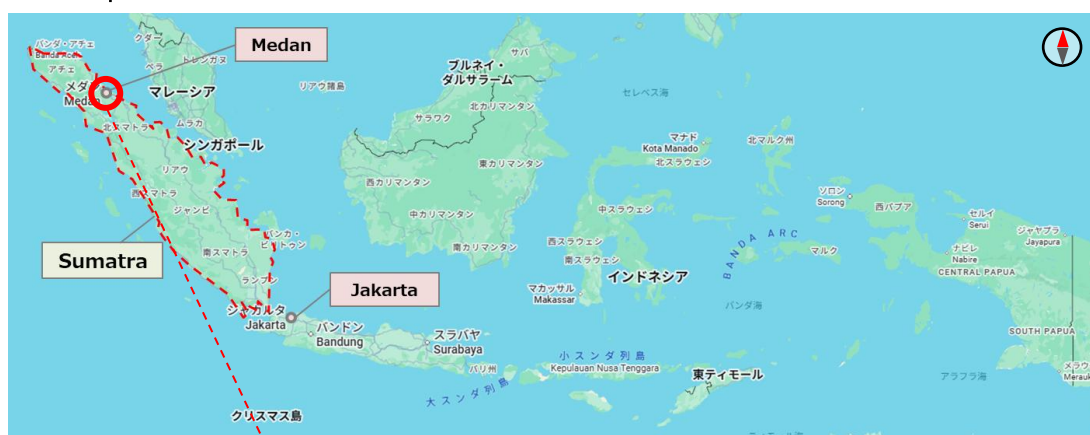 Medan
バンダ・アチェ
Banda Aceh
アチェ
メダン
Medan
クダー
ペラ
トレンガヌ
マレーシア
ムラカ
シンガポール
リアウ諸島
北スマトラ
リアウ
西スマトラ
ジャンビ
バンカ・
ビリトゥン
南スマトラ
ランプン
Sumatra
Jakarta
ジャカルタ
Jakarta
バンドン
Bandung
スラバヤ
Surabaya
バリ州
クリスマス島
大スンダ列島
小スンダ列島
Kepulauan Nusa Tenggara
東ティモール
ブルネイ・
ダルサラーム
サバ
サラワク
北カリマンタン
東カリマンタン
西カリマンタン
中カリマンタン
南カリマンタン
セレベス海
マナド
Kota Manado
北スラウェシ
中スラウェシ
西スラウェシ
南スラウェシ
マカッサル
Makassar
インドネシア
北マルク州
BANDA ARC
マルク
バンダ海
ソロン
Sorong
西パプア
セルイ
Serui
ナビレ
Nabire
ジャヤプラ
Jayapura
CENTRAL PAPUA
SOUTH PAPUA
メラウ
Merauk
アラフラ海